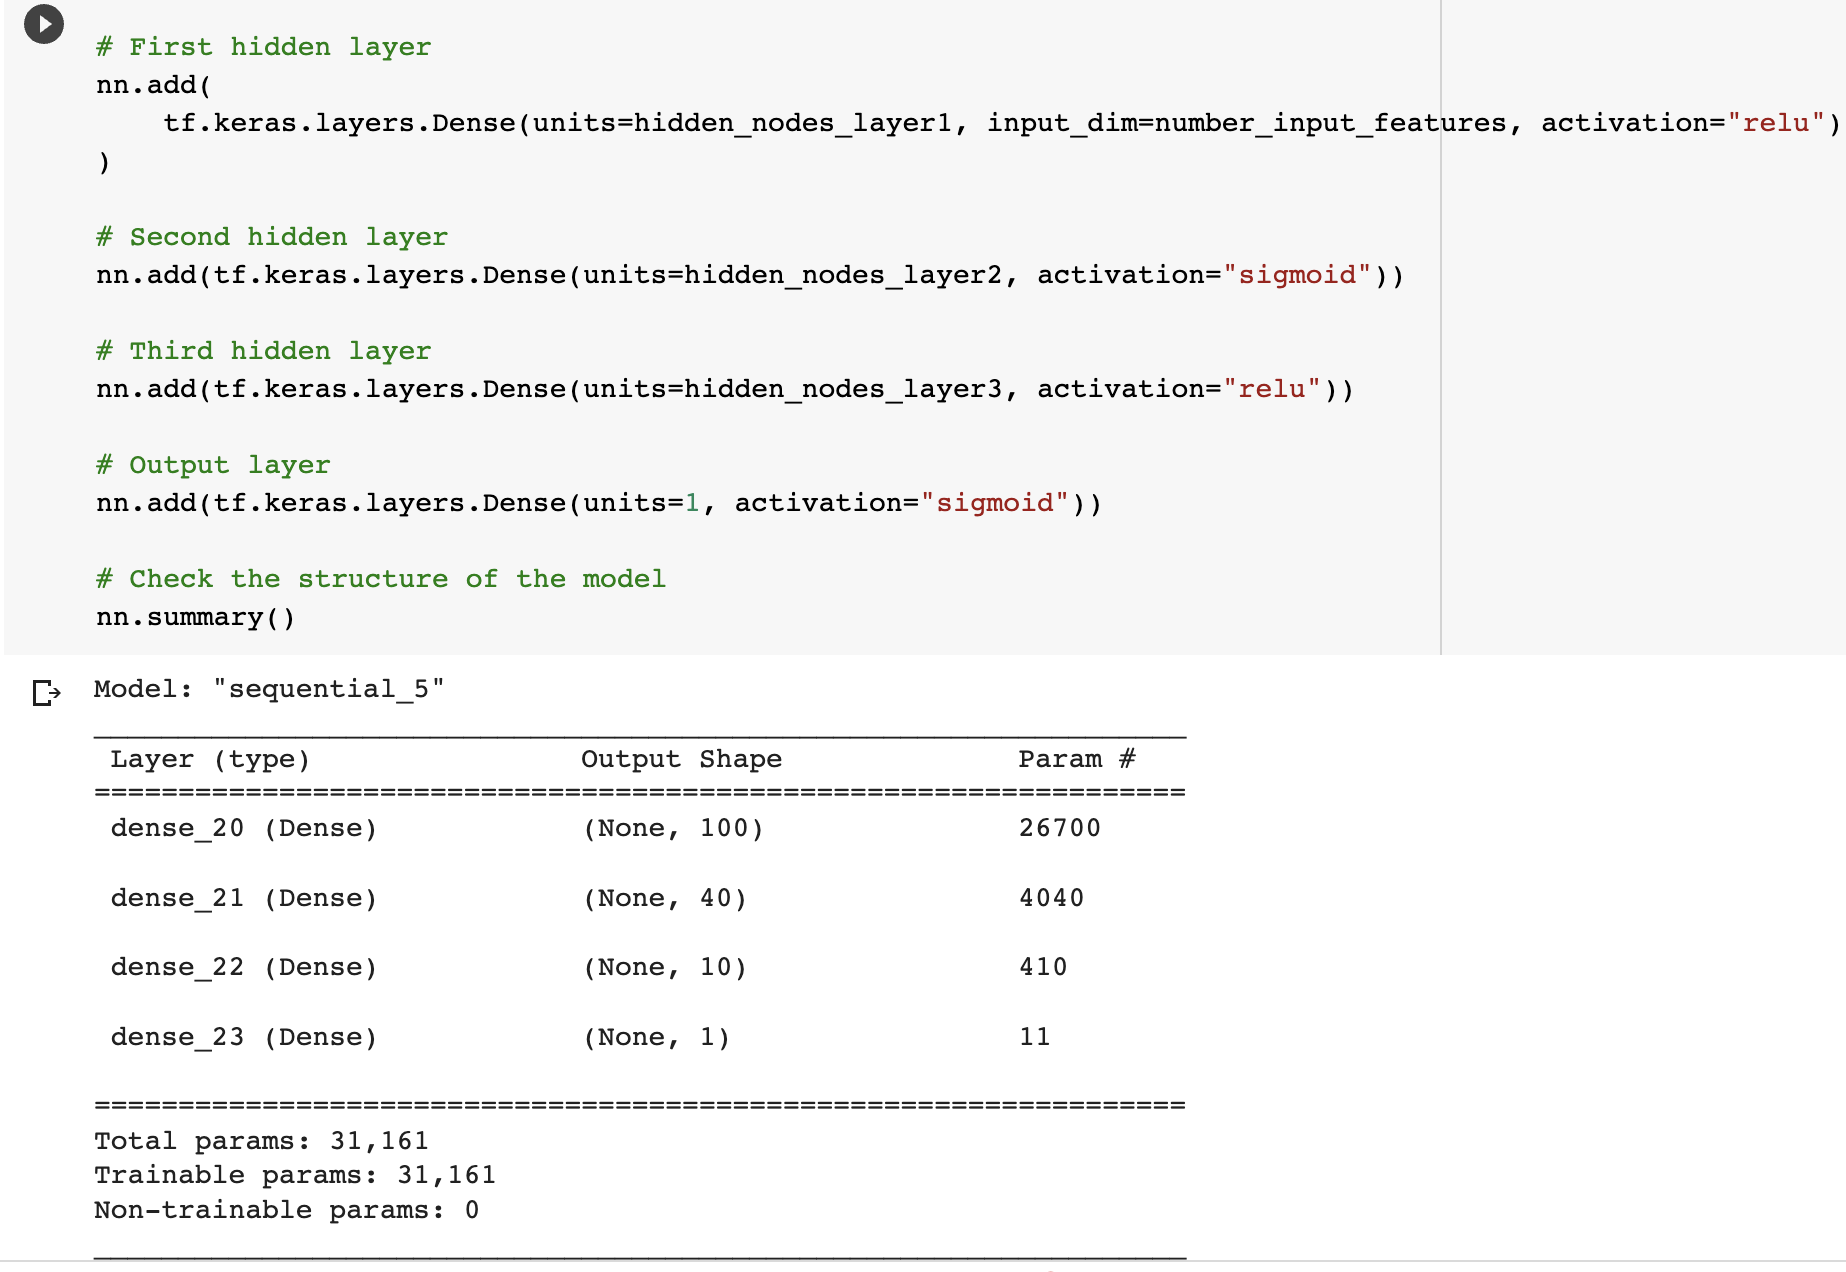 # First hidden layer
nn.add(
    tf.keras.layers.Dense(units=hidden_nodes_layer1, input_dim=number_input_features, activation="relu")
)
# Second hidden layer
nn.add(tf.keras.layers.Dense(units=hidden_nodes_layer2, activation="sigmoid"))
# Third hidden layer
nn.add(tf.keras.layers.Dense(units=hidden_nodes_layer3, activation="relu"))
# Output layer
nn.add(tf.keras.layers.Dense(units=1, activation="sigmoid"))
# Check the structure of the model
nn.summary()
Model: "sequential_5"
_________________________________________________________________
Layer (type) Output Shape Param #
=================================================================
dense_20 (Dense) (None, 100) 26700
dense_21 (Dense) (None, 40) 4040
dense_22 (Dense) (None, 10) 410
dense_23 (Dense) (None, 1) 11
=================================================================
Total params: 31,161
Trainable params: 31,161
Non-trainable params: 0
_________________________________________________________________